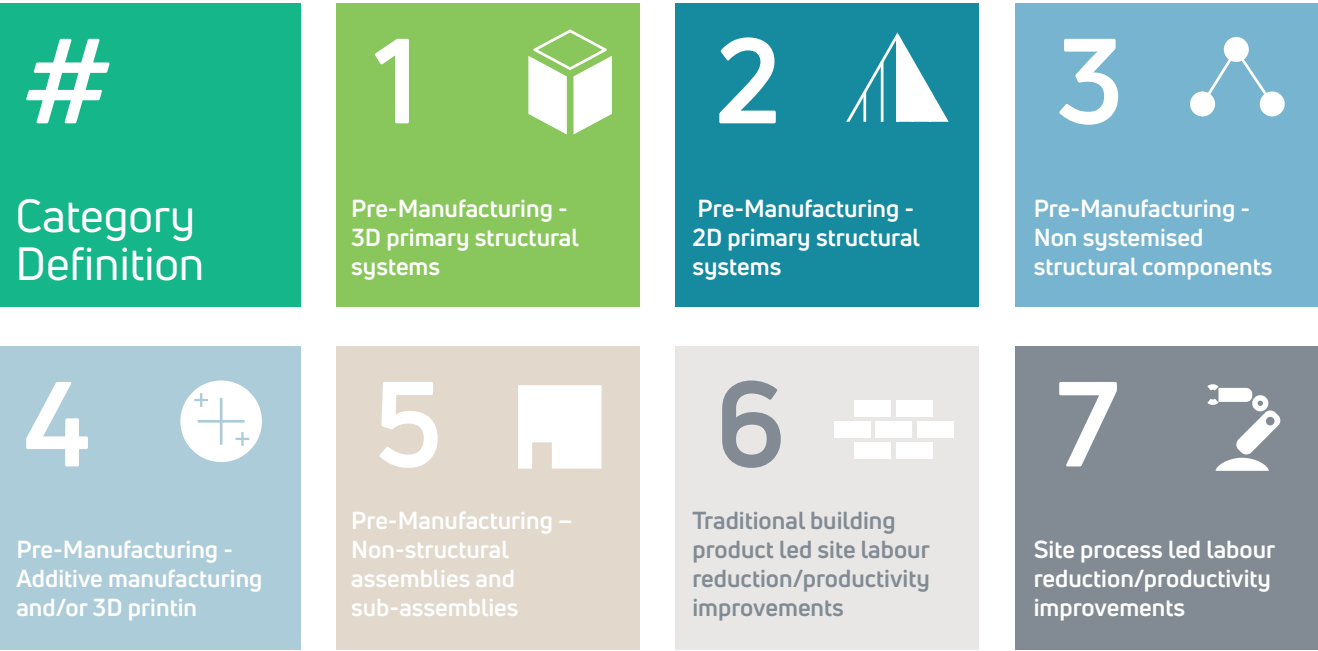 #
Category
Definition
1
Pre-Manufacturing -
3D primary structural
systems
2
Pre-Manufacturing -
2D primary structural
systems
3
Pre-Manufacturing -
Non systemised
structural components
4
Pre-Manufacturing -
Additive manufacturing
and/or 3D printin
5
Pre-Manufacturing –
Non-structural
assemblies and
sub-assemblies
6
Traditional building
product led site labour
reduction/productivity
improvements
7
Site process led labour
reduction/productivity
improvements